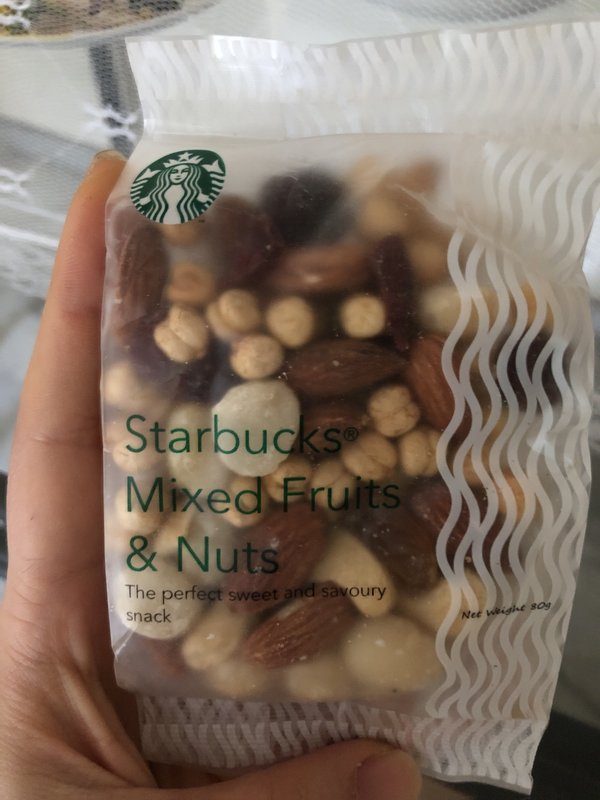 Starbucks®
Mixed Fruits
& Nuts
The perfect sweet and savoury
snack
Net Weight 80g